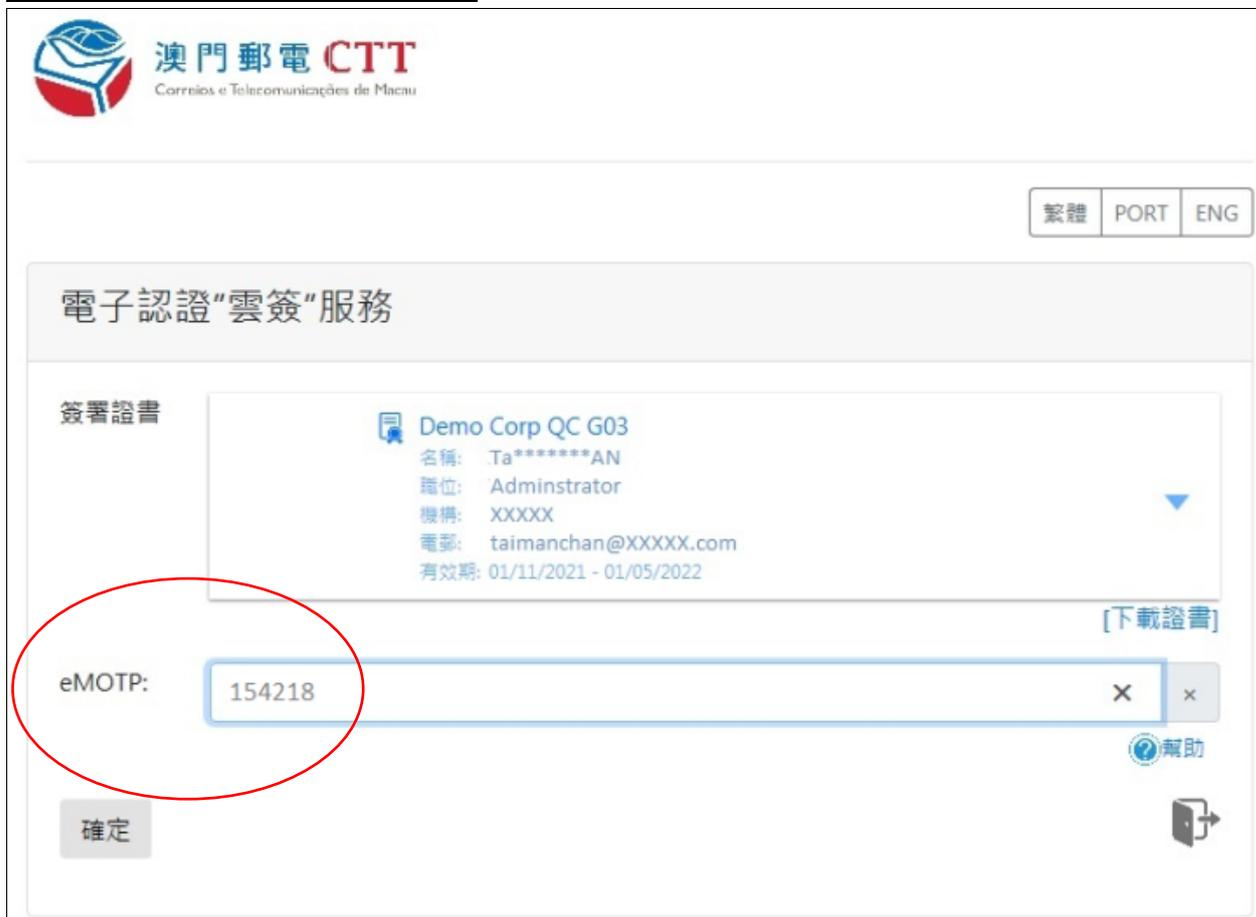 澳門郵電 CTT
Correios e Telecomunicações de Macau
繁體 PORT ENG
電子認證"雲簽"服務
簽署證書
Demo Corp QC G03
名稱: Ta*******AN
職位: Adminstrator
機構: XXXXX
電郵: taimanchan@XXXXX.com
有效期: 01/11/2021 - 01/05/2022
[下載證書]
eMOTP: 154218
幫助
確定